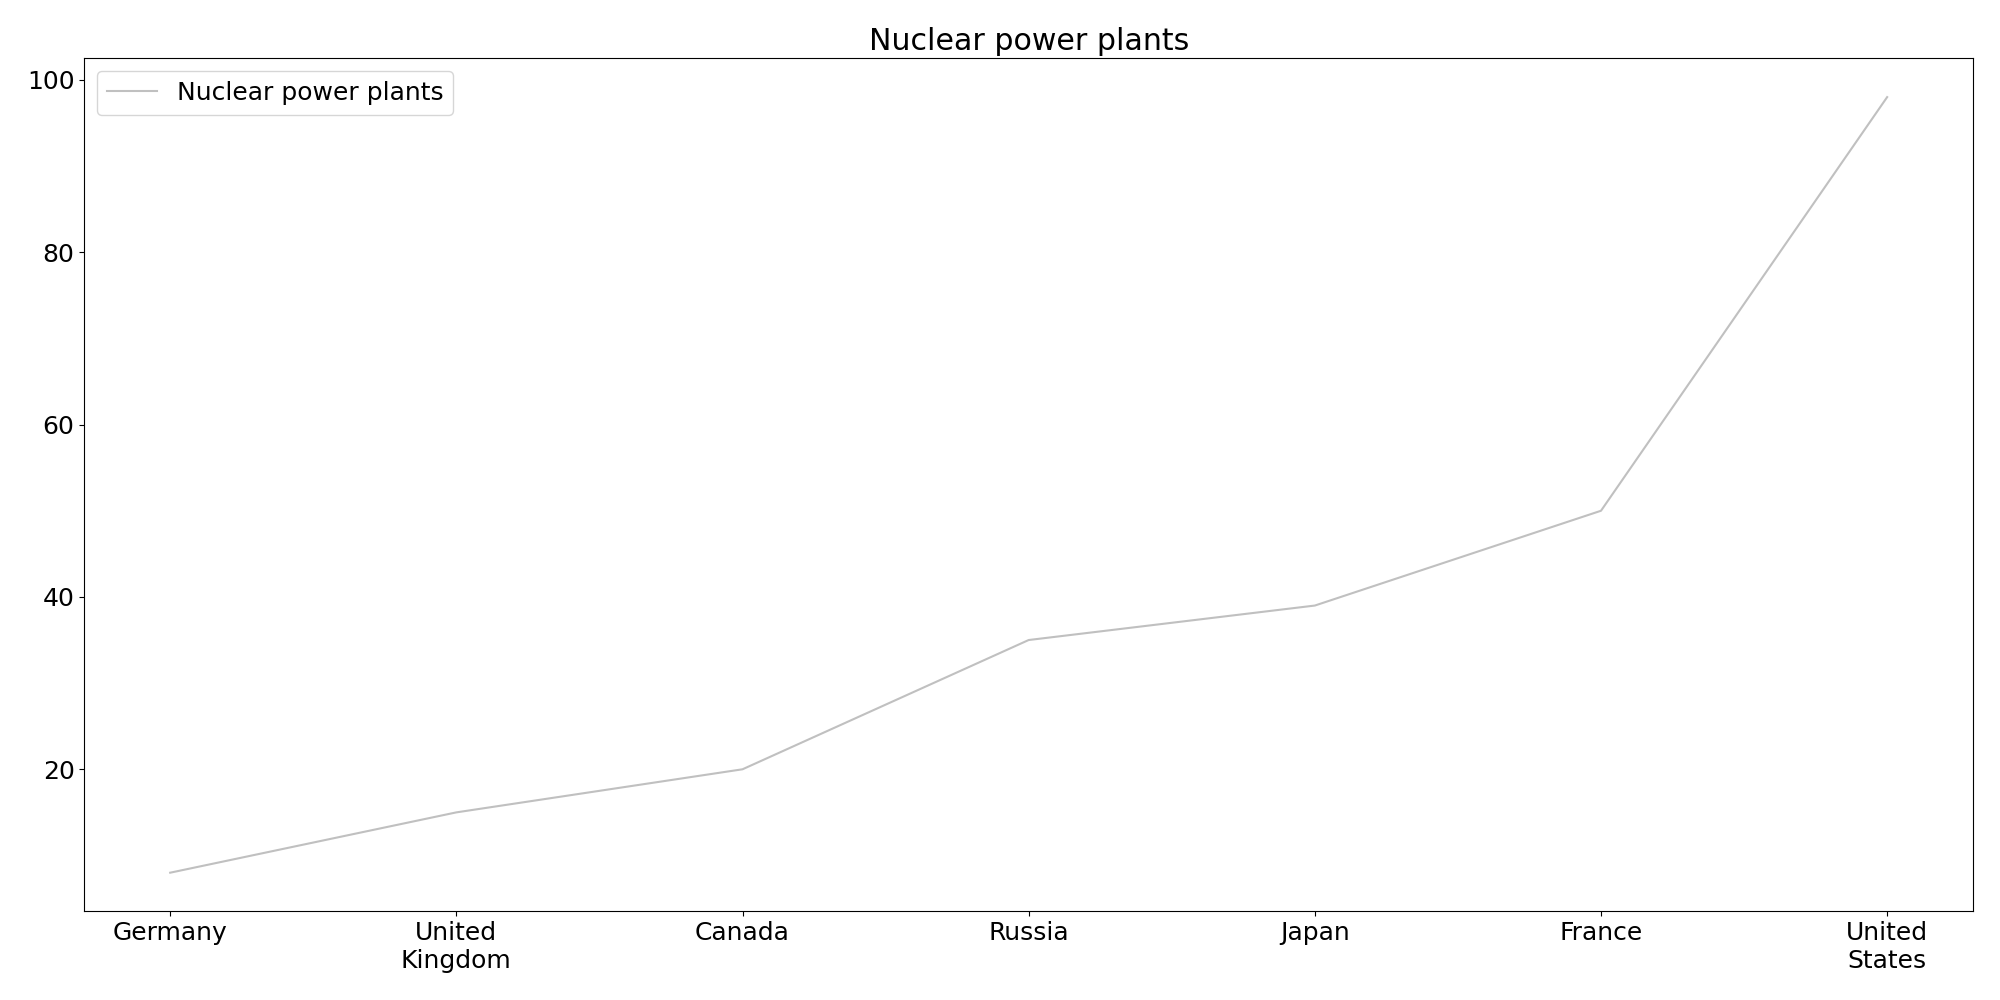 Nuclear power plants
Nuclear power plants
100
80
60
40
20
Germany
United
Kingdom
Canada
Russia
Japan
France
United
States